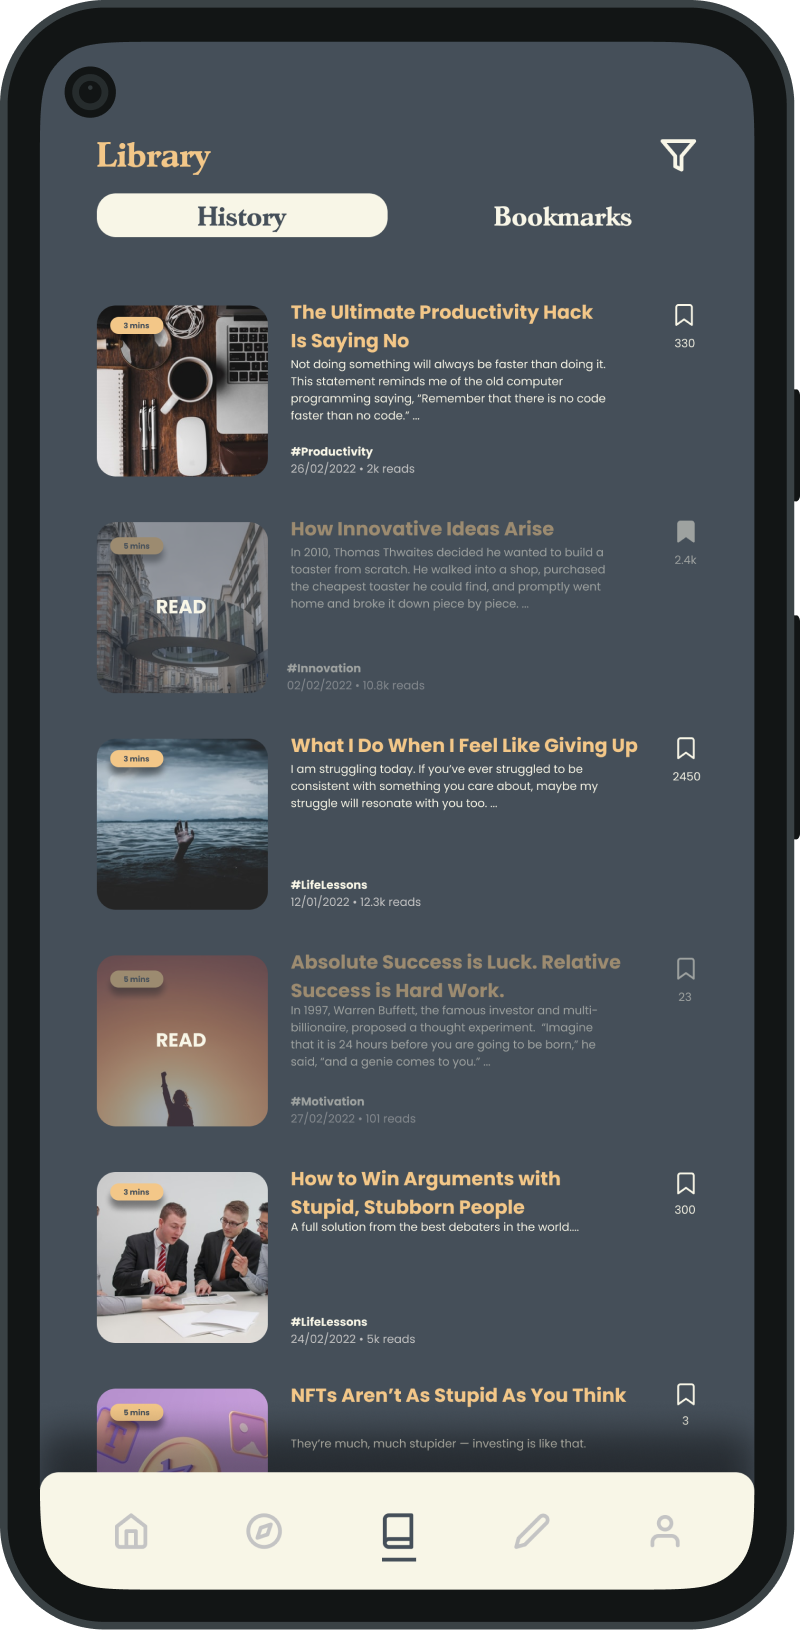 Library
History
Bookmarks
3 mins
The Ultimate Productivity Hack
Is Saying No
Not doing something will always be faster than doing it.
This statement reminds me of the old computer
programming saying, “Remember that there is no code
faster than no code.” ...
#Productivity
26/02/2022 • 2k reads
330
5 mins
READ
How Innovative Ideas Arise
In 2010, Thomas Thwaites decided he wanted to build a
toaster from scratch. He walked into a shop, purchased
the cheapest toaster he could find, and promptly went
home and broke it down piece by piece. ...
#Innovation
02/02/2022 • 10.8k reads
2.4k
3 mins
What I Do When I Feel Like Giving Up
I am struggling today. If you’ve ever struggled to be
consistent with something you care about, maybe my
struggle will resonate with you too. ...
#LifeLessons
12/01/2022 • 12.3k reads
2450
5 mins
READ
Absolute Success is Luck. Relative
Success is Hard Work.
In 1997, Warren Buffett, the famous investor and multi-
billionaire, proposed a thought experiment.  “Imagine
that it is 24 hours before you are going to be born,” he
said, “and a genie comes to you.” ...
#Motivation
27/02/2022 • 101 reads
23
3 mins
How to Win Arguments with
Stupid, Stubborn People
A full solution from the best debaters in the world....
#LifeLessons
24/02/2022 • 5k reads
300
5 mins
T
NFTs Aren’t As Stupid As You Think
They’re much, much stupider — investing is like that.
3